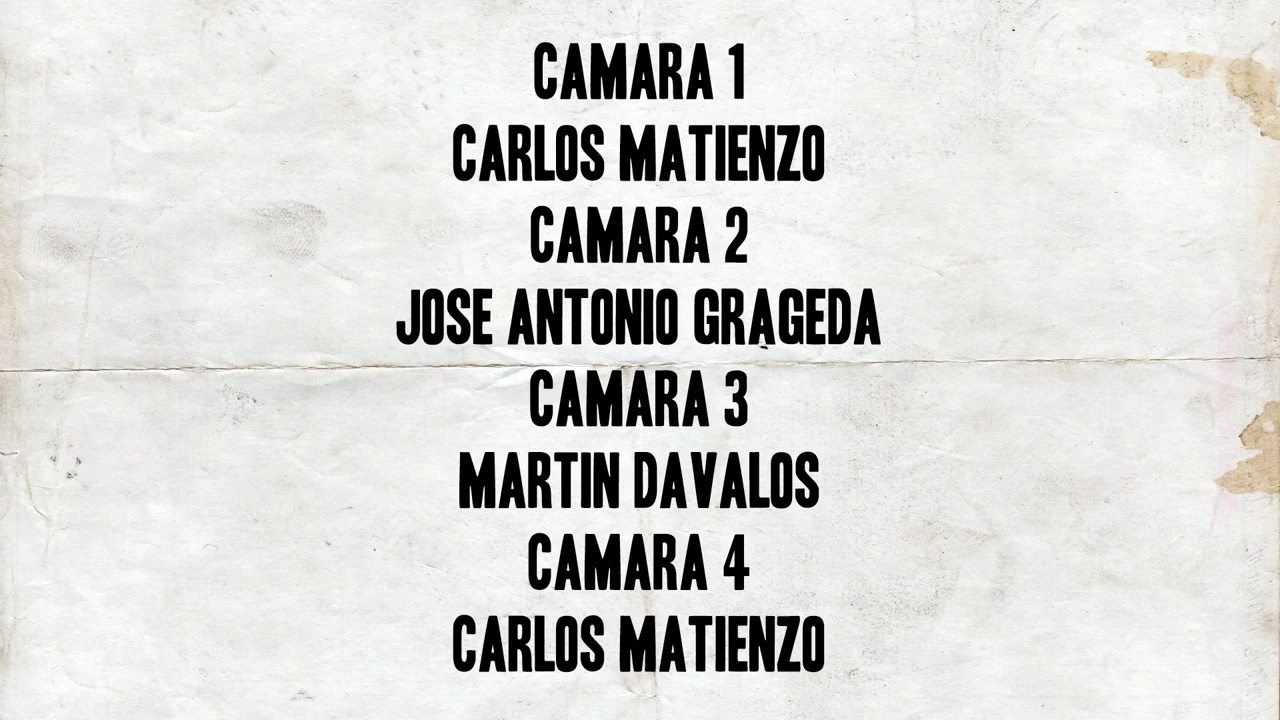 CAMARA 1
CARLOS MATIENZO
CAMARA 2
JOSE ANTONIO GRAGEDA
CAMARA 3
MARTIN DAVALOS
CAMARA 4
CARLOS MATIENZO